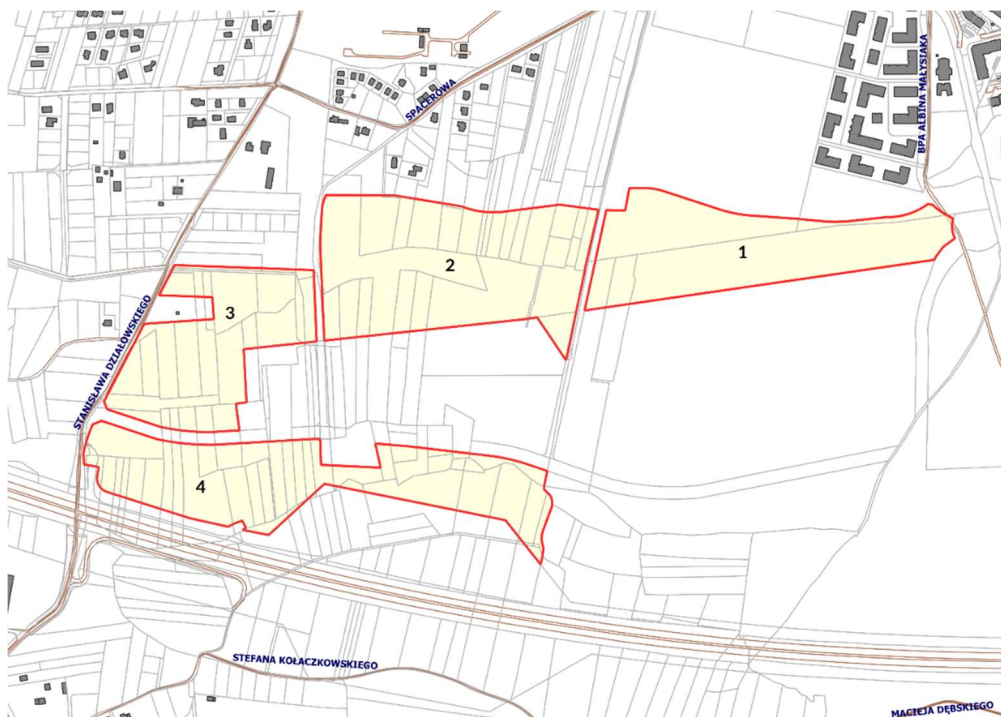 BPA ALBINA MAŁYSIAKA
SPACEROWA
1
2
3
STANISŁAWA DZIAŁOWSKIEGO
4
STEFANA KOŁACZKOWSKIEGO
MACIEJA DĘBSKIEGO